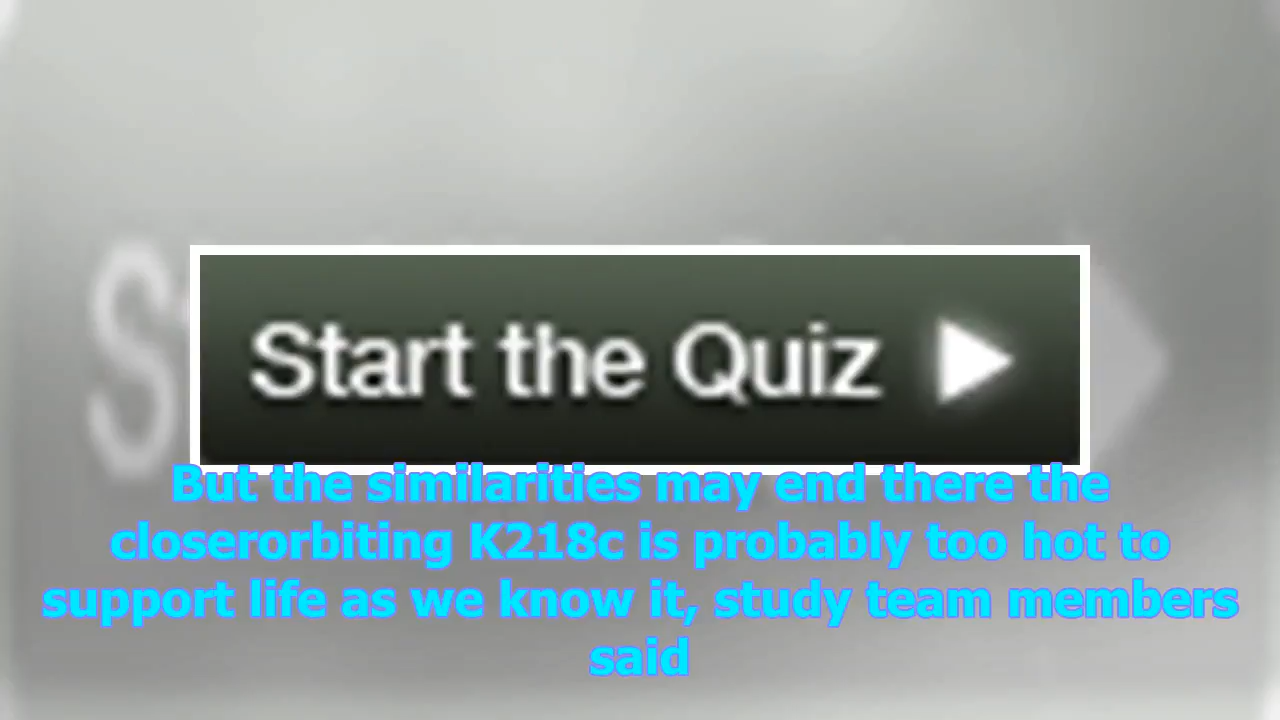 Start the Quiz
But the similarities may end there the
closerorbiting K218c is probably too hot to
support life as we know it, study team members
said